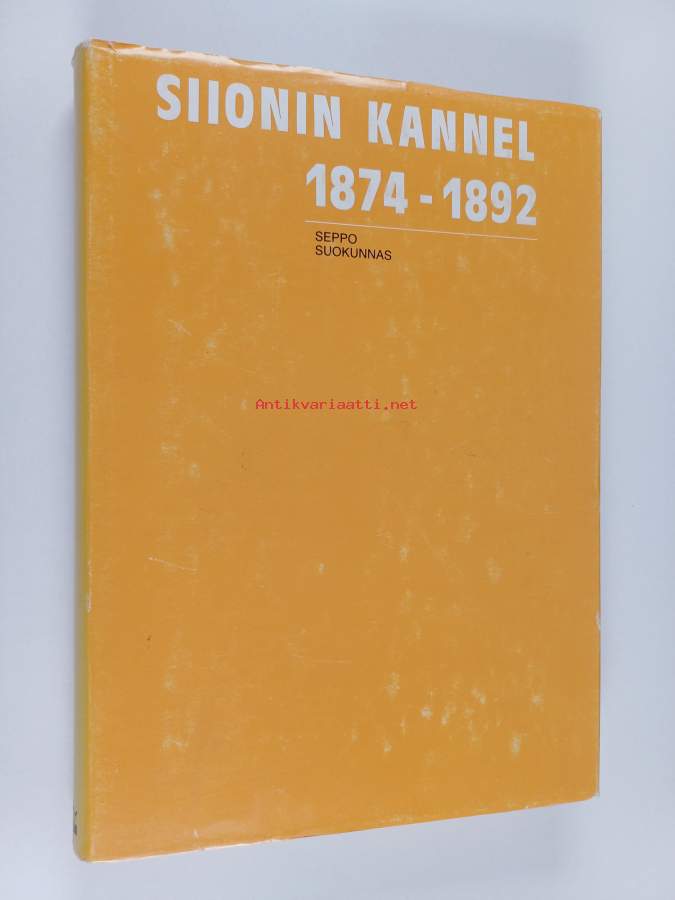 SIIONIN KANNEL
1874 - 1892
SEPPO
SUOKUNNAS
Antikvariaatti.net